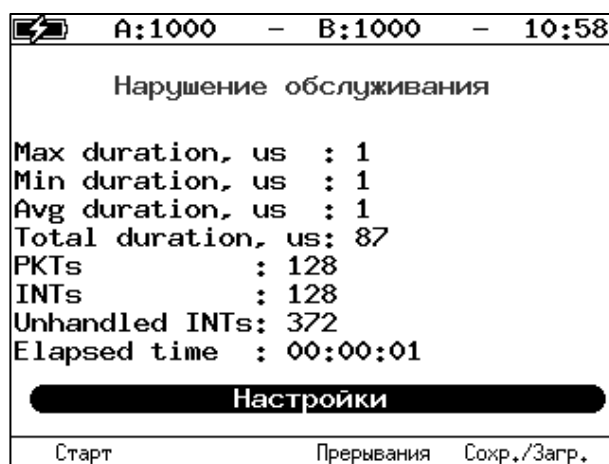 A:1000 – B:1000 – 10:58
Нарушение обслуживания
Max duration, us : 1
Min duration, us : 1
Avg duration, us : 1
Total duration, us: 87
PKTs : 128
INTs : 128
Unhandled INTs: 372
Elapsed time : 00:00:01
Настройки
Старт Прерывания Сохр./Загр.